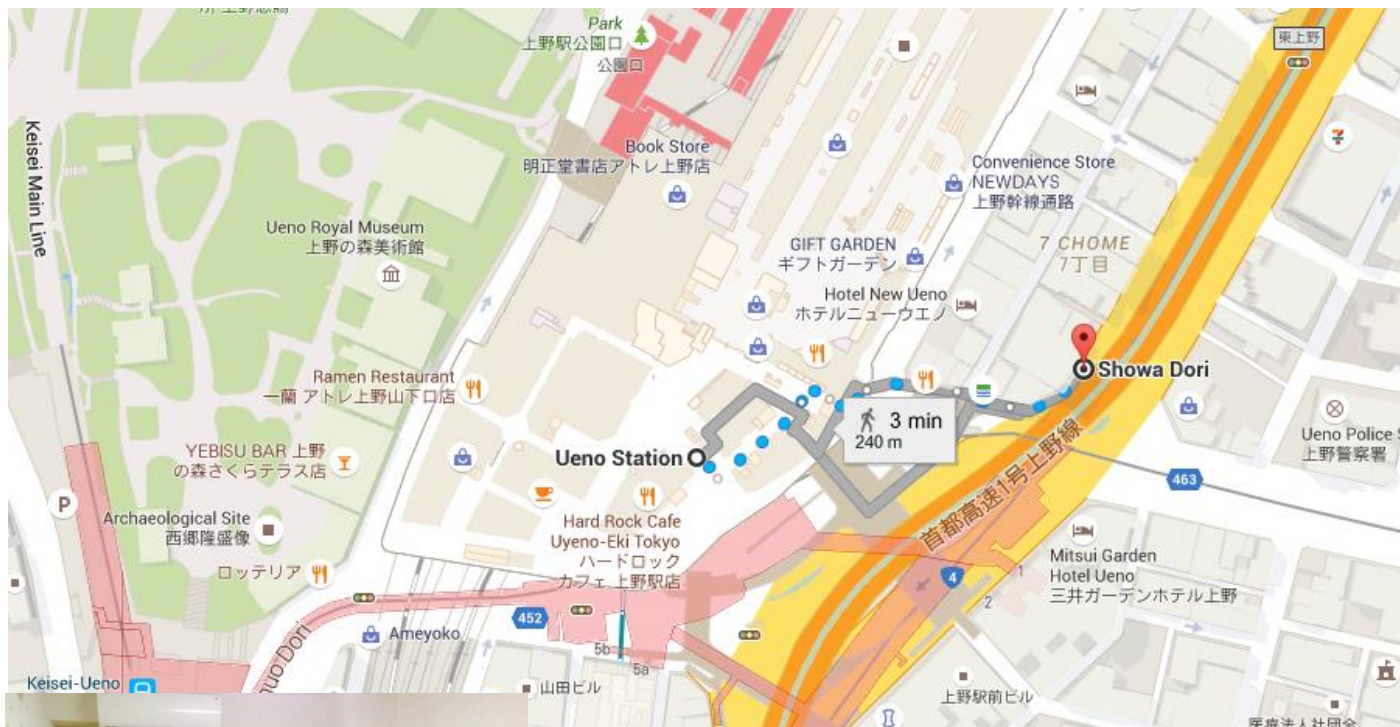 Park
上野駅公園口
公園口
東上野
Keisei Main Line
Book Store
明正堂書店アトレ上野店
Convenience Store
NEWDAYS
上野幹線通路
Ueno Royal Museum
上野の森美術館
GIFT GARDEN
ギフトガーデン
7 CHOME
7丁目
Hotel New Ueno
ホテルニューウエノ
Showa Dori
Ramen Restaurant
一蘭 アトレ上野山下口店
3 min
240 m
Ueno Station
YEBISU BAR 上野
の森さくらテラス店
Ueno Police S
上野警察署
首都高速1号上野線
463
P
Archaeological Site
西郷隆盛像
Hard Rock Cafe
Uyeno-Eki Tokyo
ハードロック
カフェ 上野駅店
ロッテリア
Mitsui Garden
Hotel Ueno
三井ガーデンホテル上野
4
1
2
452
Ameyoko
uo Dori
5b
5a
Keisei-Ueno
山田ビル
上野駅前ビル